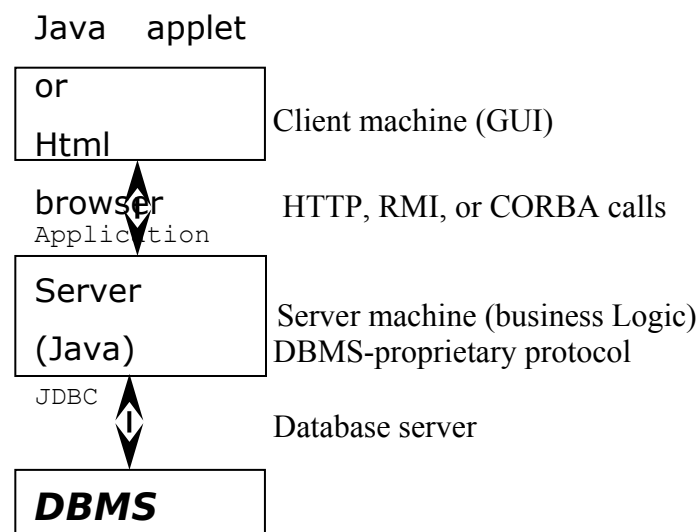 Java applet
or
Html
Client machine (GUI)
browser
HTTP, RMI, or CORBA calls
Application
Server
Server machine (business Logic)
(Java)
DBMS-proprietary protocol
JDBC
Database server
DBMS